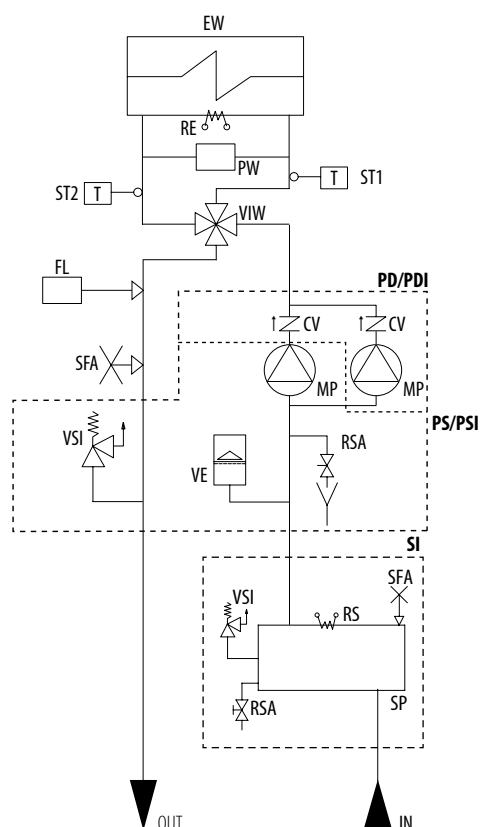 EW
RE
PW
ST2 T
T ST1
VIW
FL
PD/PDI
CV
CV
SFA
MP
MP
PS/PSI
VSI
RSA
VE
SI
SFA
VSI
RS
RSA
SP
OUT
IN